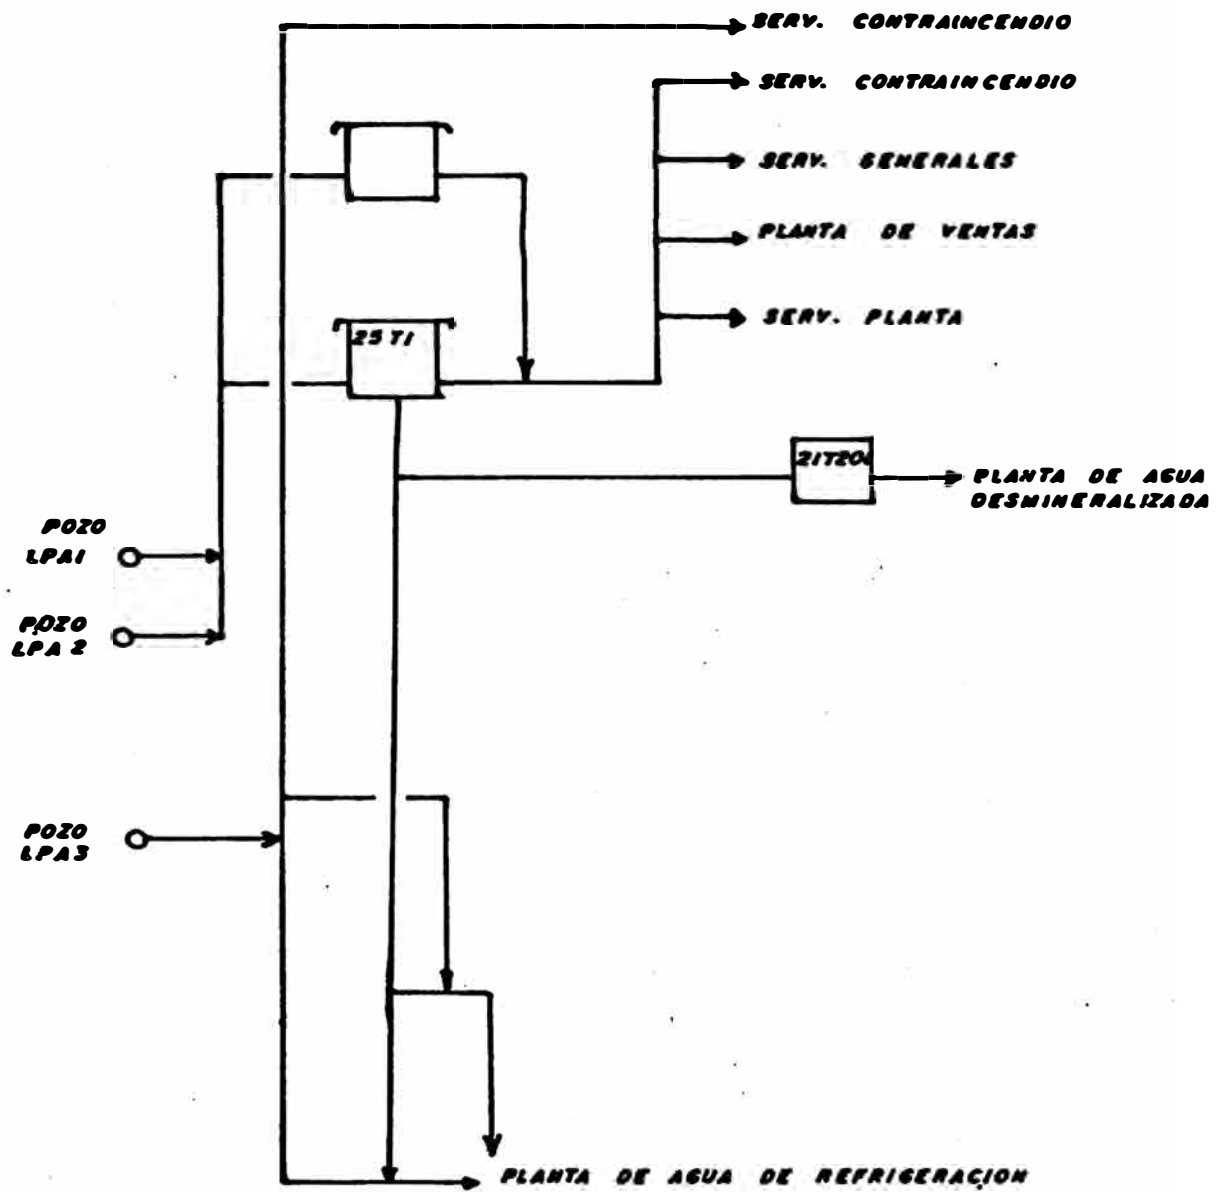 SERV. CONTRAINCENDIO
SERV. CONTRAINCENDIO
SERV. GENERALES
PLANTA DE VENTAS
SERV. PLANTA
25T1
21T20
PLANTA DE AGUA
DESMINERALIZADA
POZO
LPA1
POZO
LPA2
POZO
LPA3
PLANTA DE AGUA DE REFRIGERACION